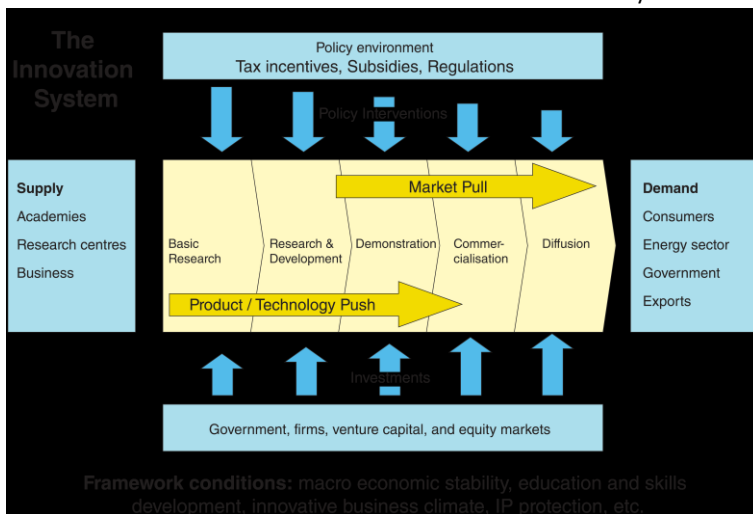 The
Innovation
System
Policy environment
Tax incentives, Subsidies, Regulations
Policy Interventions
Supply
Academies
Research centres
Business
Market Pull
Basic
Research
Research &
Development
Demonstration
Commer-
cialisation
Diffusion
Product / Technology Push
Demand
Consumers
Energy sector
Government
Exports
Investments
Government, firms, venture capital, and equity markets
Framework conditions: macro economic stability, education and skills
development, innovative business climate, IP protection, etc.